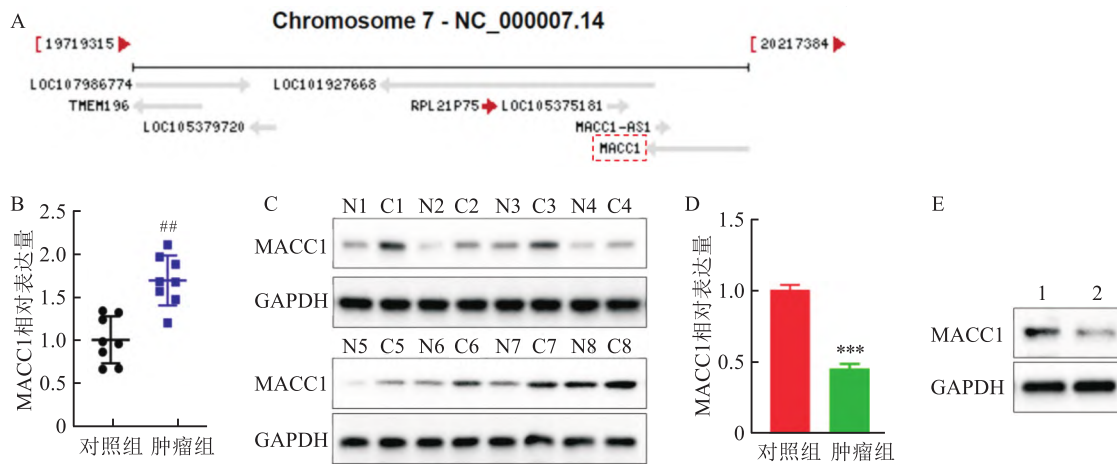 A
Chromosome 7 - NC_000007.14
[19719315
[20217384
LOC107986774
LOC101927668
TMEM196
RPL21P75
LOC105375181
LOC105379720
MACC1-AS1
MACC1
B
MACC1相对表达量
2.5
2.0
1.5
1.0
0.5
0
##
对照组 肿瘤组
C
N1 C1 N2 C2 N3 C3 N4 C4
MACC1
GAPDH
N5 C5 N6 C6 N7 C7 N8 C8
MACC1
GAPDH
D
MACC1相对表达量
1.5
1.0
0.5
0
***
对照组 肿瘤组
E
1 2
MACC1
GAPDH